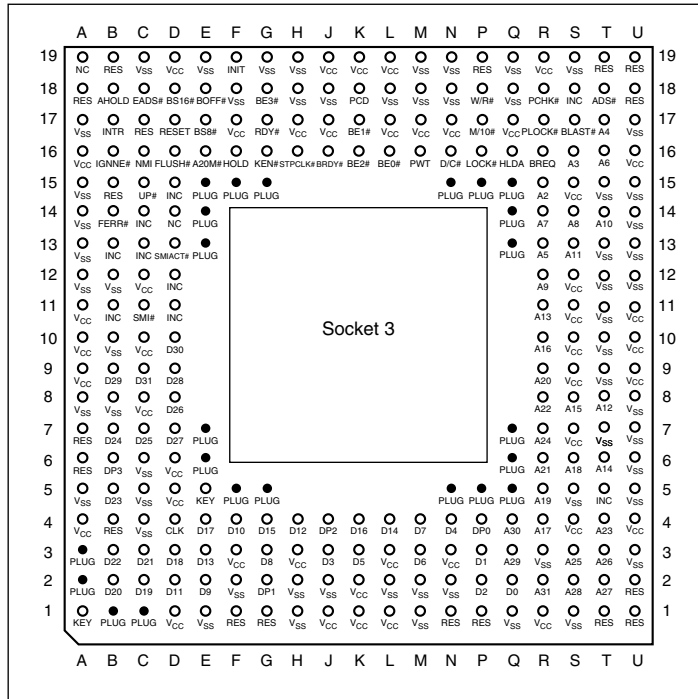 A B C D E F G H J K L M N P Q R S T U
19 19
NC RES VSS VCC VSS INIT VSS VSS VCC VCC VCC VSS VSS RES VSS VCC VSS RES RES
18 18
RES AHOLD EADS# BS16# BOFF# VSS BE3# VSS VSS PCD VSS VSS VSS W/R# VSS PCHK# INC ADS# RES
17 17
VSS INTR RES RESET BS8# VCC RDY# VCC VCC BE1# VCC VCC VCC M/10# VCC PLOCK# BLAST# A4 VSS
16 16
VCC IGNNE# NMI FLUSH# A20M# HOLD KEN# STPCLK# BRDY# BE2# BE0# PWT D/C# LOCK# HLDA BREQ A3 A6 VCC
15 15
VSS RES UP# INC PLUG PLUG PLUG PLUG PLUG PLUG A2 VCC VSS VSS
14 14
VSS FERR# INC NC PLUG PLUG A7 A8 A10 VSS
13 13
VSS INC INC SMIACT# PLUG PLUG A5 A11 VSS VSS
12 12
VSS VSS VCC INC A9 VCC VSS VSS
11 11
VCC INC SMI# INC A13 VCC VSS VCC
Socket 3
10 10
VCC VSS VCC D30 A16 VCC VSS VCC
9 9
VCC D29 D31 D28 A20 VCC VSS VCC
8 8
VSS VSS VCC D26 A22 A15 A12 VSS
7 7
RES D24 D25 D27 PLUG PLUG A24 VCC VSS VSS
6 6
RES DP3 VSS VCC PLUG PLUG A21 A18 A14 VSS
5 5
VSS D23 VSS VCC KEY PLUG PLUG PLUG PLUG PLUG A19 VSS INC VSS
4 4
VCC RES VSS CLK D17 D10 D15 D12 DP2 D16 D14 D7 D4 DP0 A30 A17 VCC A23 VCC
3 3
PLUG D22 D21 D18 D13 VCC D8 VCC D3 D5 VCC D6 VCC D1 A29 VSS A25 A26 VSS
2 2
PLUG D20 D19 D11 D9 VSS DP1 VSS VSS VCC VSS VSS VSS D2 D0 A31 A28 A27 RES
1 1
KEY PLUG PLUG VCC VSS RES RES VSS VCC VCC VCC VSS RES RES VSS VCC VSS RES RES
A B C D E F G H J K L M N P Q R S T U